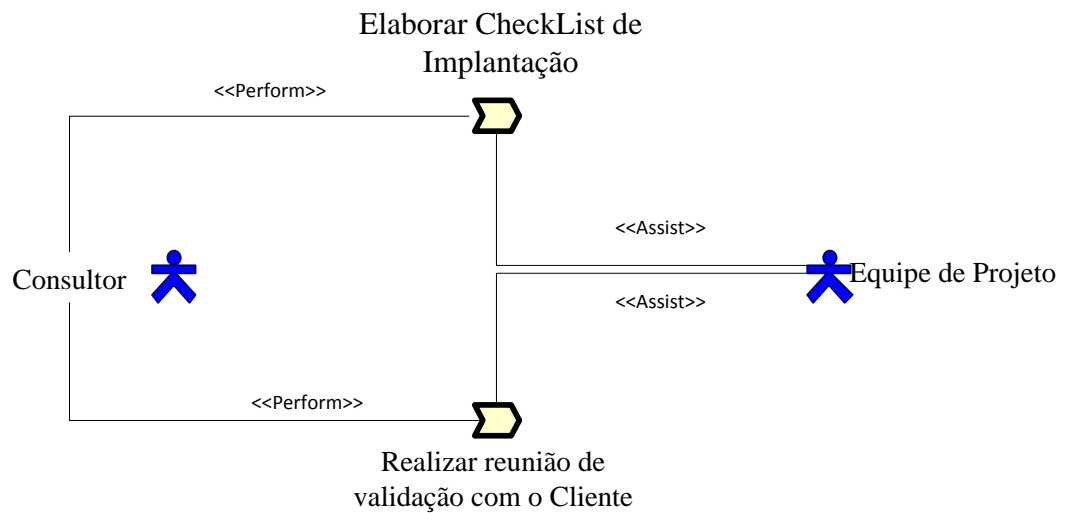 Elaborar CheckList de
Implantação
<<Perform>>
<<Assist>>
Consultor
Equipe de Projeto
<<Assist>>
<<Perform>>
Realizar reunião de
validação com o Cliente